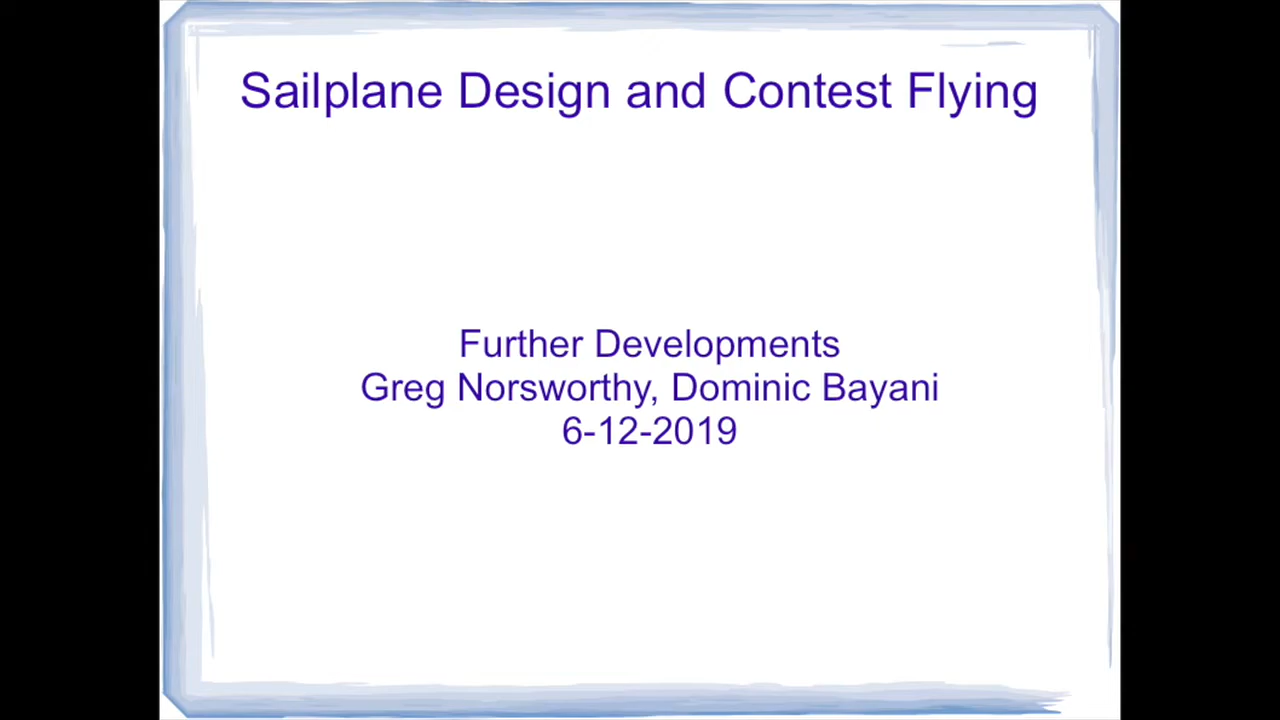 Sailplane Design and Contest Flying
Further Developments
Greg Norsworthy, Dominic Bayani
6-12-2019